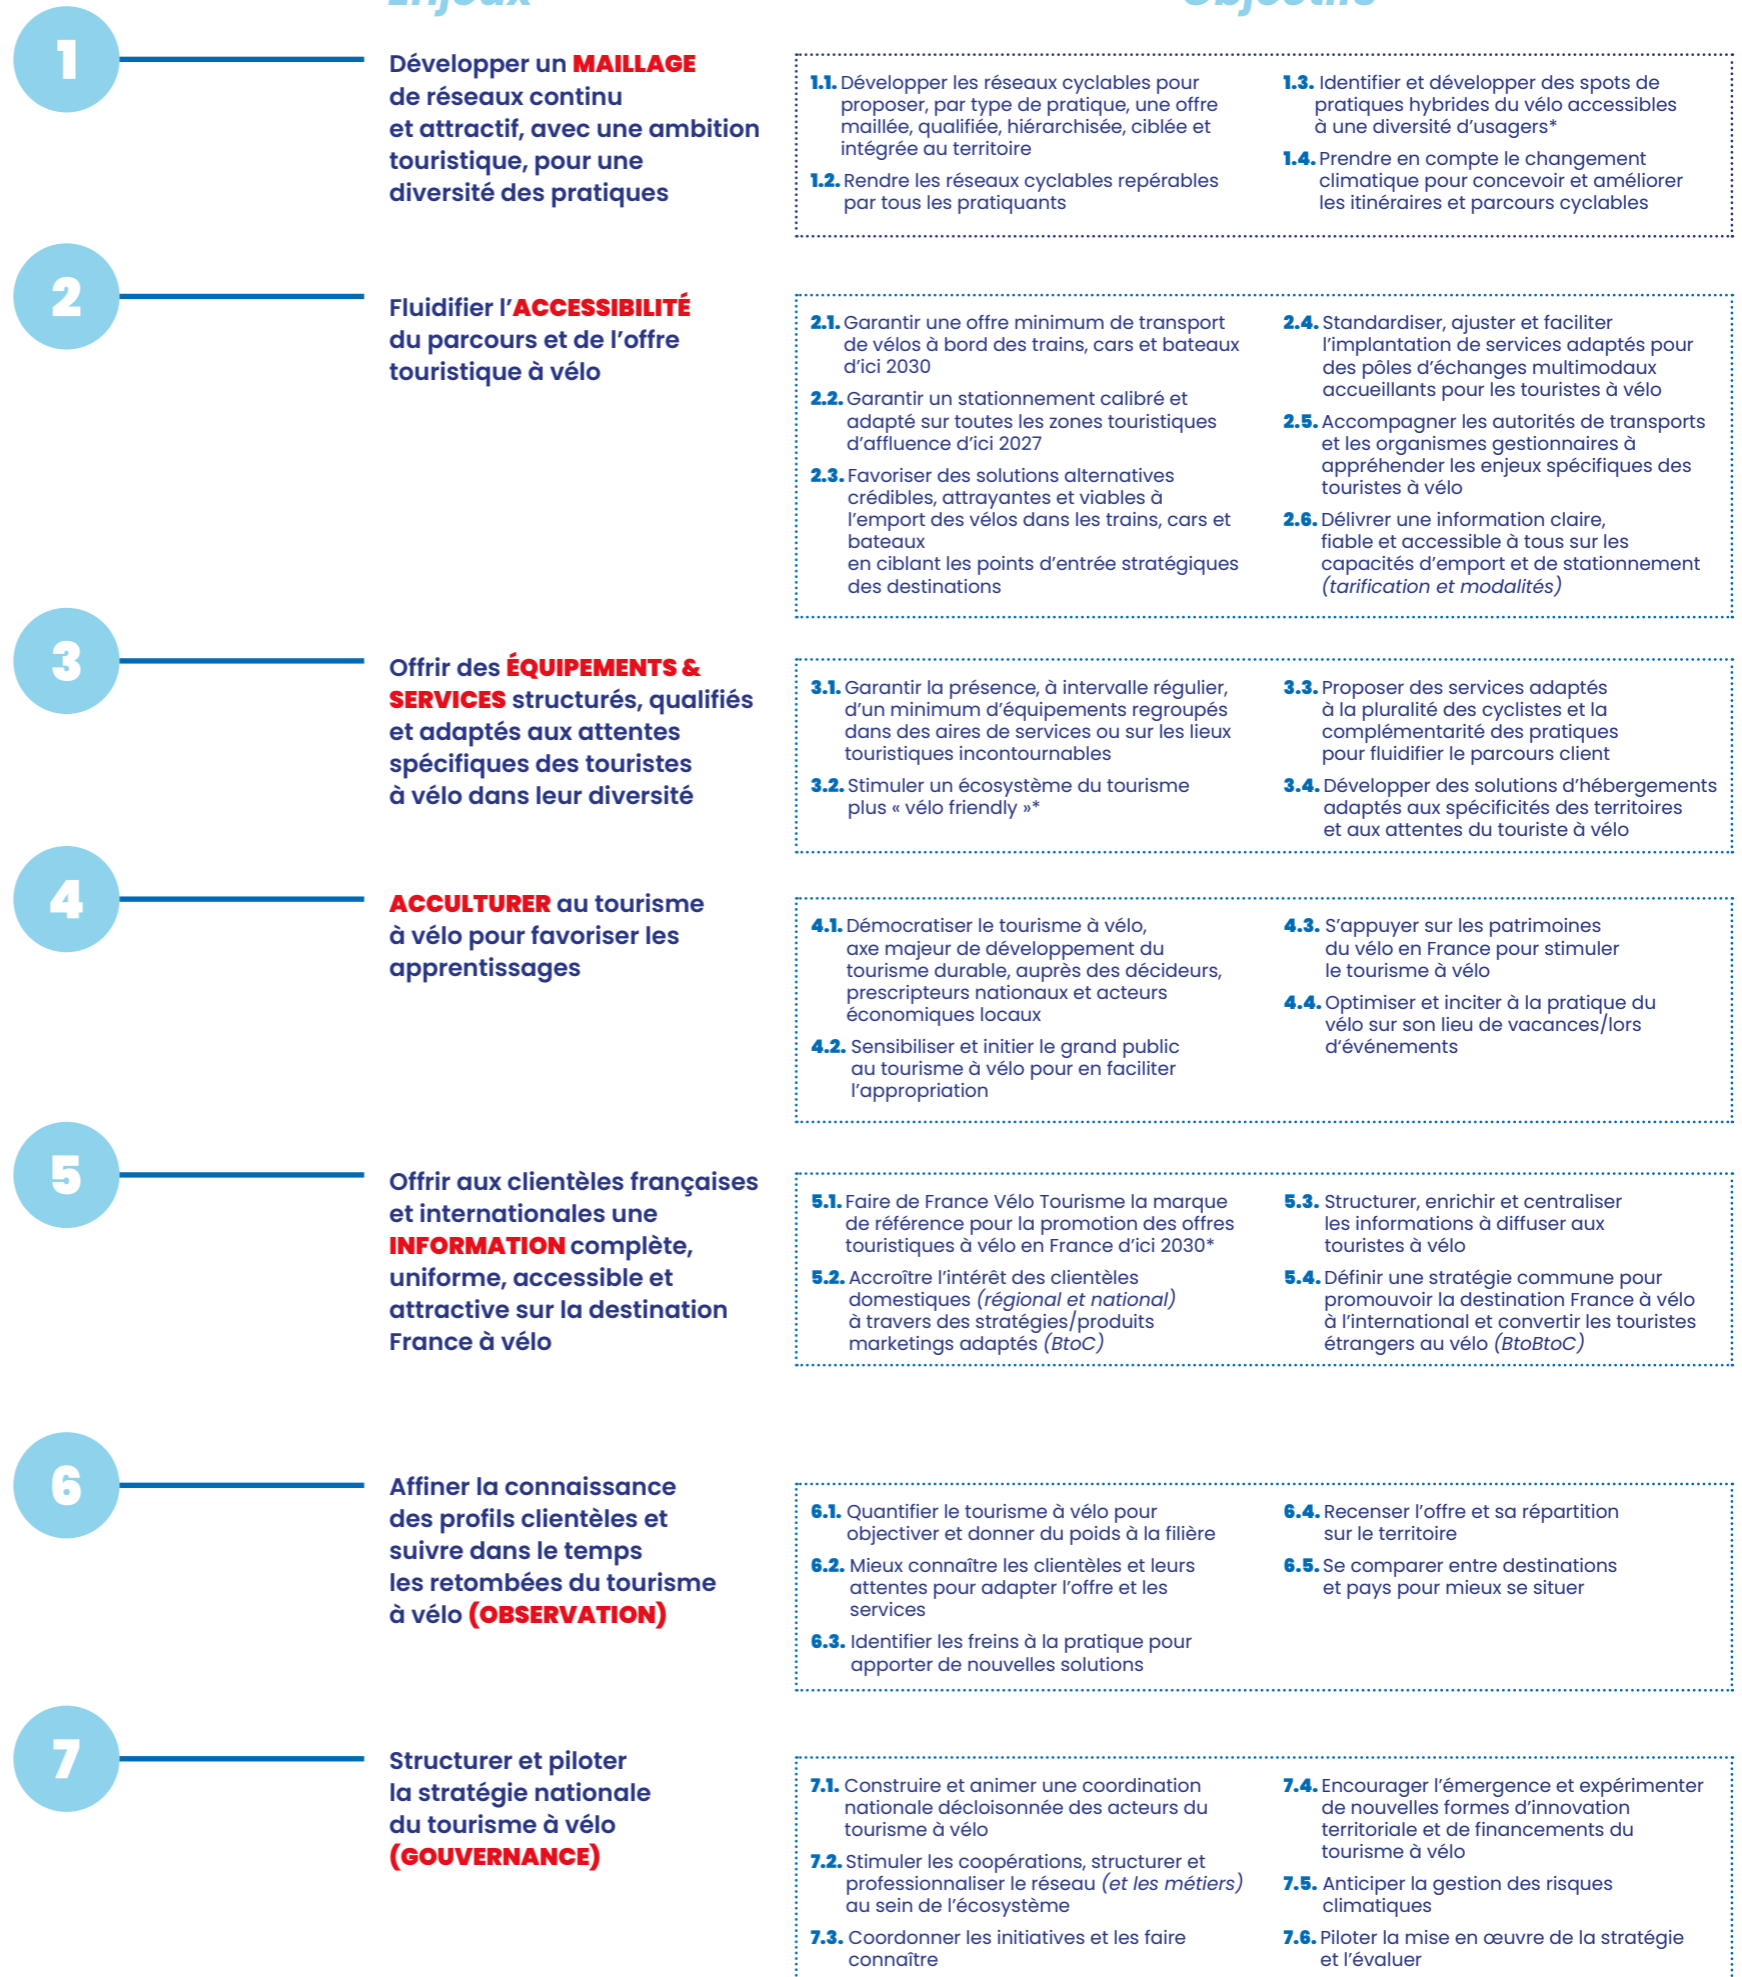 Enjeux
Objectifs
1
Développer un MAILLAGE
de réseaux continu
et attractif, avec une ambition
touristique, pour une
diversité des pratiques
1.1. Développer les réseaux cyclables pour
proposer, par type de pratique, une offre
maillée, qualifiée, hiérarchisée, ciblée et
intégrée au territoire
1.2. Rendre les réseaux cyclables repérables
par tous les pratiquants
1.3. Identifier et développer des spots de
pratiques hybrides du vélo accessibles
à une diversité d’usagers*
1.4. Prendre en compte le changement
climatique pour concevoir et améliorer
les itinéraires et parcours cyclables
2
Fluidifier l’ACCESSIBILITÉ
du parcours et de l’offre
touristique à vélo
2.1. Garantir une offre minimum de transport
de vélos à bord des trains, cars et bateaux
d’ici 2030
2.2. Garantir un stationnement calibré et
adapté sur toutes les zones touristiques
d’affluence d’ici 2027
2.3. Favoriser des solutions alternatives
crédibles, attrayantes et viables à
l’emport des vélos dans les trains, cars et
bateaux
en ciblant les points d’entrée stratégiques
des destinations
2.4. Standardiser, ajuster et faciliter
l’implantation de services adaptés pour
des pôles d’échanges multimodaux
accueillants pour les touristes à vélo
2.5. Accompagner les autorités de transports
et les organismes gestionnaires à
appréhender les enjeux spécifiques des
touristes à vélo
2.6. Délivrer une information claire,
fiable et accessible à tous sur les
capacités d’emport et de stationnement
(tarification et modalités)
3
Offrir des ÉQUIPEMENTS &
SERVICES structurés, qualifiés
et adaptés aux attentes
spécifiques des touristes
à vélo dans leur diversité
3.1. Garantir la présence, à intervalle régulier,
d’un minimum d’équipements regroupés
dans des aires de services ou sur les lieux
touristiques incontournables
3.2. Stimuler un écosystème du tourisme
plus « vélo friendly »*
3.3. Proposer des services adaptés
à la pluralité des cyclistes et la
complémentarité des pratiques
pour fluidifier le parcours client
3.4. Développer des solutions d’hébergements
adaptés aux spécificités des territoires
et aux attentes du touriste à vélo
4
ACCULTURER au tourisme
à vélo pour favoriser les
apprentissages
4.1. Démocratiser le tourisme à vélo,
axe majeur de développement du
tourisme durable, auprès des décideurs,
prescripteurs nationaux et acteurs
économiques locaux
4.2. Sensibiliser et initier le grand public
au tourisme à vélo pour en faciliter
l’appropriation
4.3. S’appuyer sur les patrimoines
du vélo en France pour stimuler
le tourisme à vélo
4.4. Optimiser et inciter à la pratique du
vélo sur son lieu de vacances/lors
d‘événements
5
Offrir aux clientèles françaises
et internationales une
INFORMATION complète,
uniforme, accessible et
attractive sur la destination
France à vélo
5.1. Faire de France Vélo Tourisme la marque
de référence pour la promotion des offres
touristiques à vélo en France d’ici 2030*
5.2. Accroître l’intérêt des clientèles
domestiques (régional et national)
à travers des stratégies/produits
marketings adaptés (BtoC)
5.3. Structurer, enrichir et centraliser
les informations à diffuser aux
touristes à vélo
5.4. Définir une stratégie commune pour
promouvoir la destination France à vélo
à l’international et convertir les touristes
étrangers au vélo (BtoBtoC)
6
Affiner la connaissance
des profils clientèles et
suivre dans le temps
les retombées du tourisme
à vélo (OBSERVATION)
6.1. Quantifier le tourisme à vélo pour
objectiver et donner du poids à la filière
6.2. Mieux connaître les clientèles et leurs
attentes pour adapter l’offre et les
services
6.3. Identifier les freins à la pratique pour
apporter de nouvelles solutions
6.4. Recenser l’offre et sa répartition
sur le territoire
6.5. Se comparer entre destinations
et pays pour mieux se situer
7
Structurer et piloter
la stratégie nationale
du tourisme à vélo
(GOUVERNANCE)
7.1. Construire et animer une coordination
nationale décloisonnée des acteurs du
tourisme à vélo
7.2. Stimuler les coopérations, structurer et
professionnaliser le réseau (et les métiers)
au sein de l’écosystème
7.3. Coordonner les initiatives et les faire
connaître
7.4. Encourager l’émergence et expérimenter
de nouvelles formes d’innovation
territoriale et de financements du
tourisme à vélo
7.5. Anticiper la gestion des risques
climatiques
7.6. Piloter la mise en œuvre de la stratégie
et l’évaluer